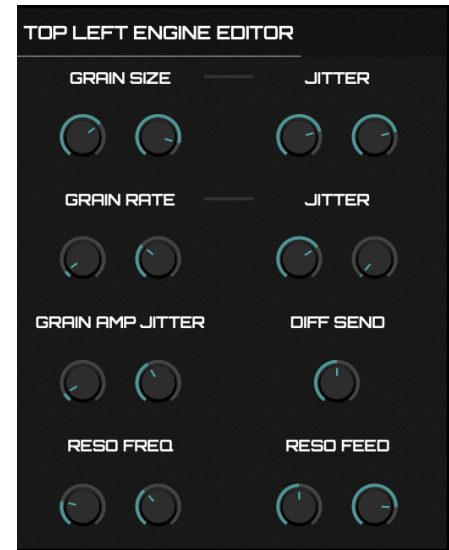 TOP LEFT ENGINE EDITOR
GRAIN SIZE JITTER
GRAIN RATE JITTER
GRAIN AMP JITTER DIFF SEND
RESO FREQ RESO FEED